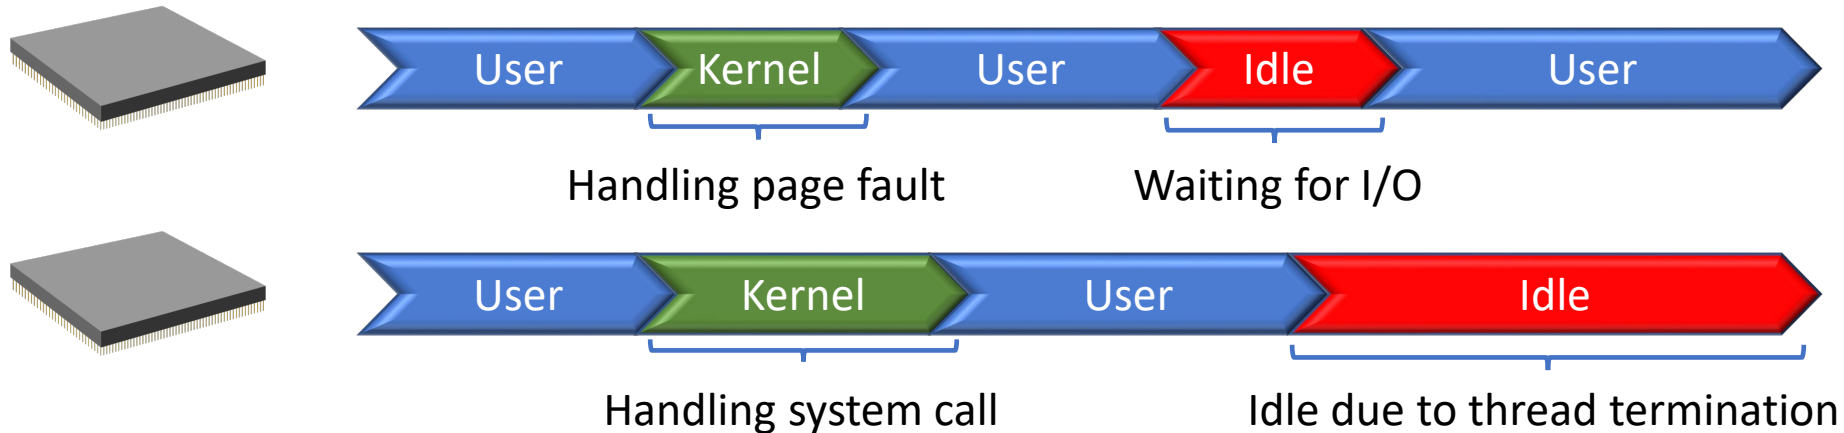 User Kernel User Idle User
Handling page fault Waiting for I/O
User Kernel User Idle
Handling system call Idle due to thread termination